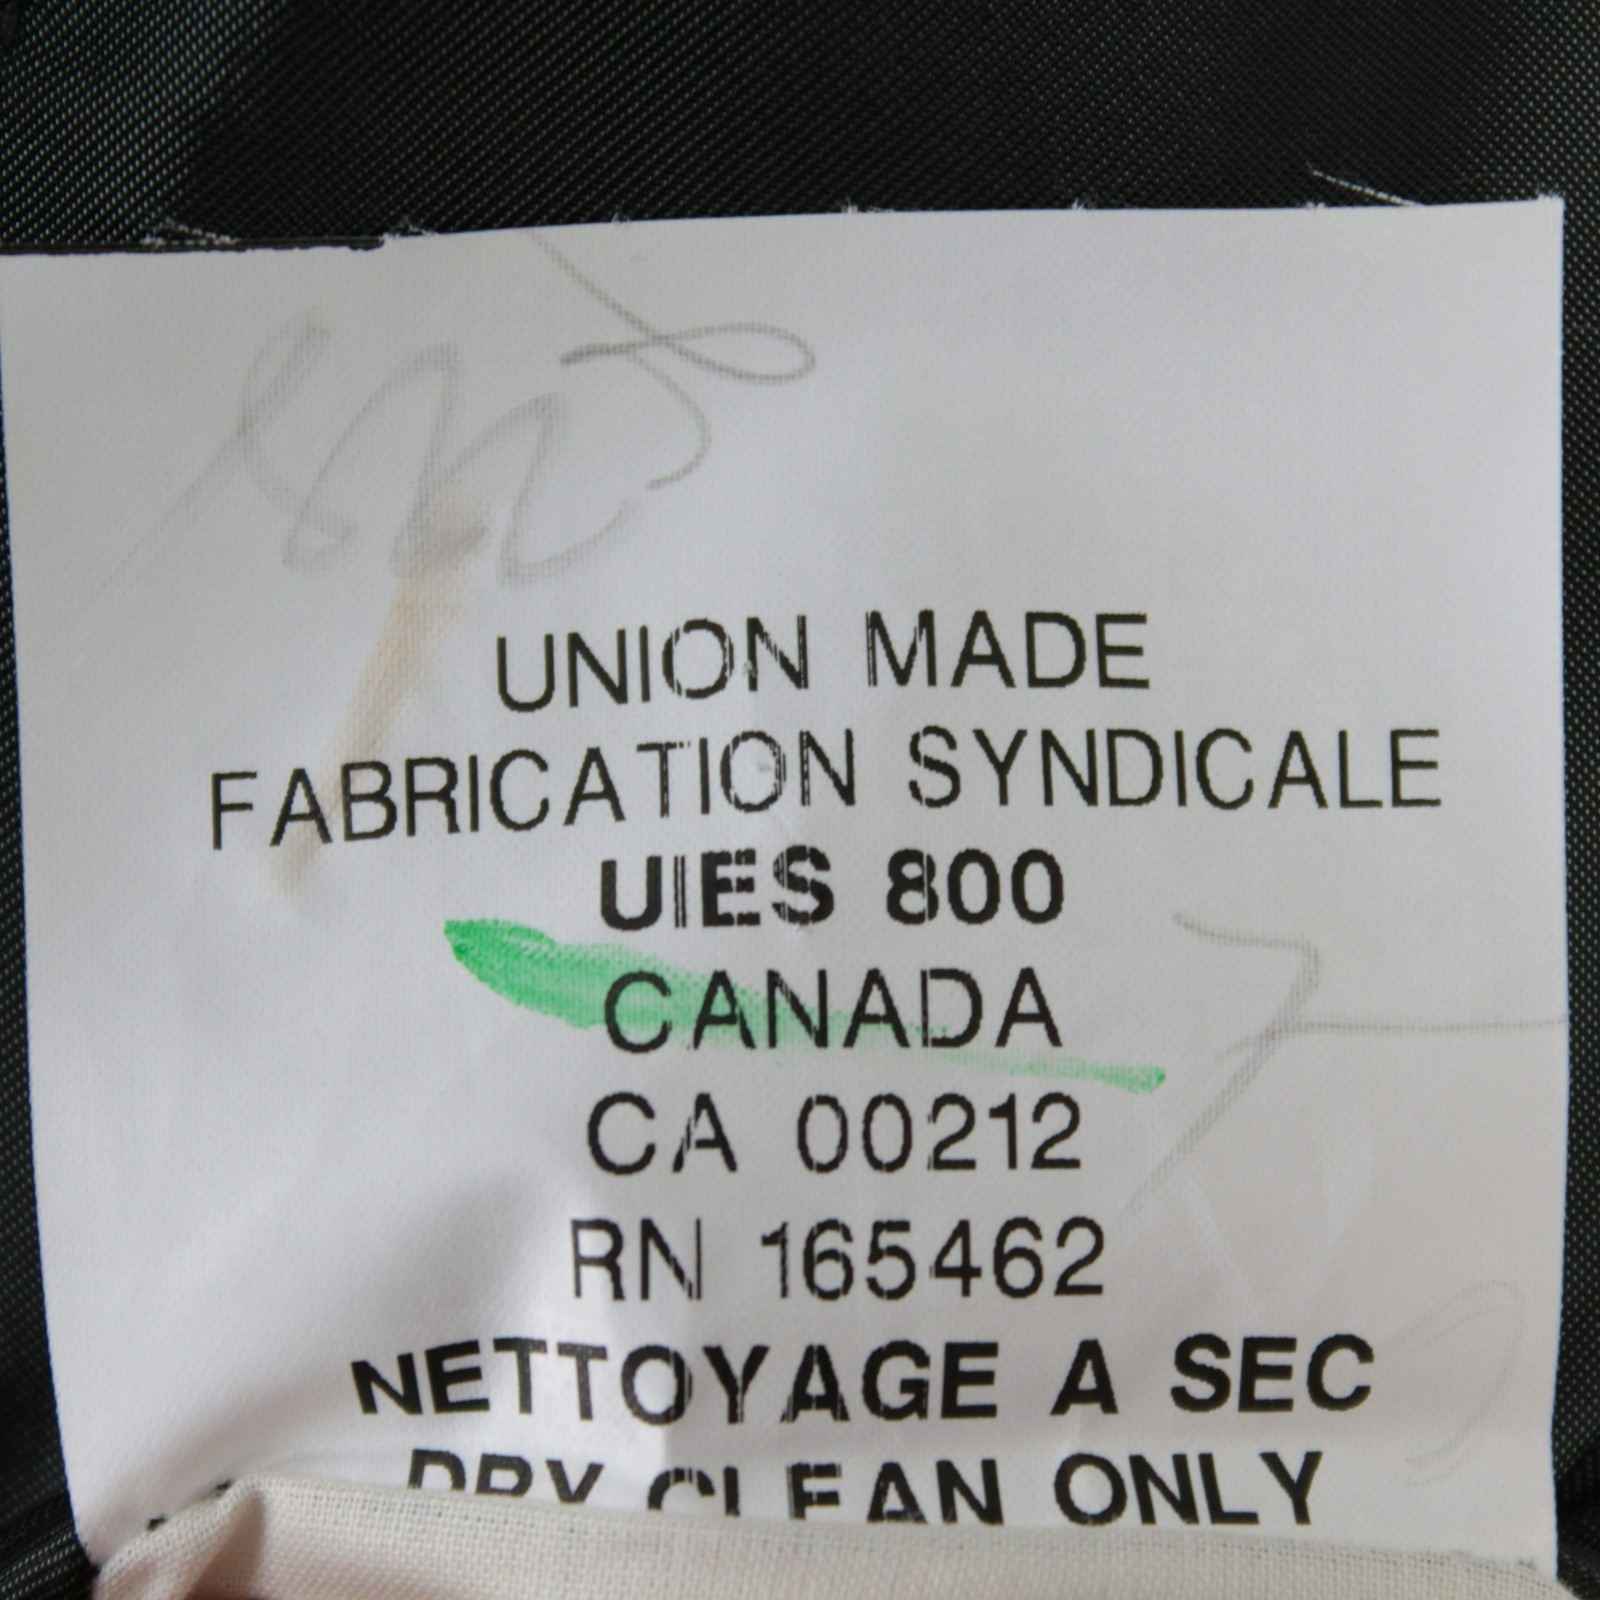 UNION MADE
FABRICATION SYNDICALE
UIES 800
CANADA
CA 00212
RN 165462
NETTOYAGE A SEC
DRY CLEAN ONLY